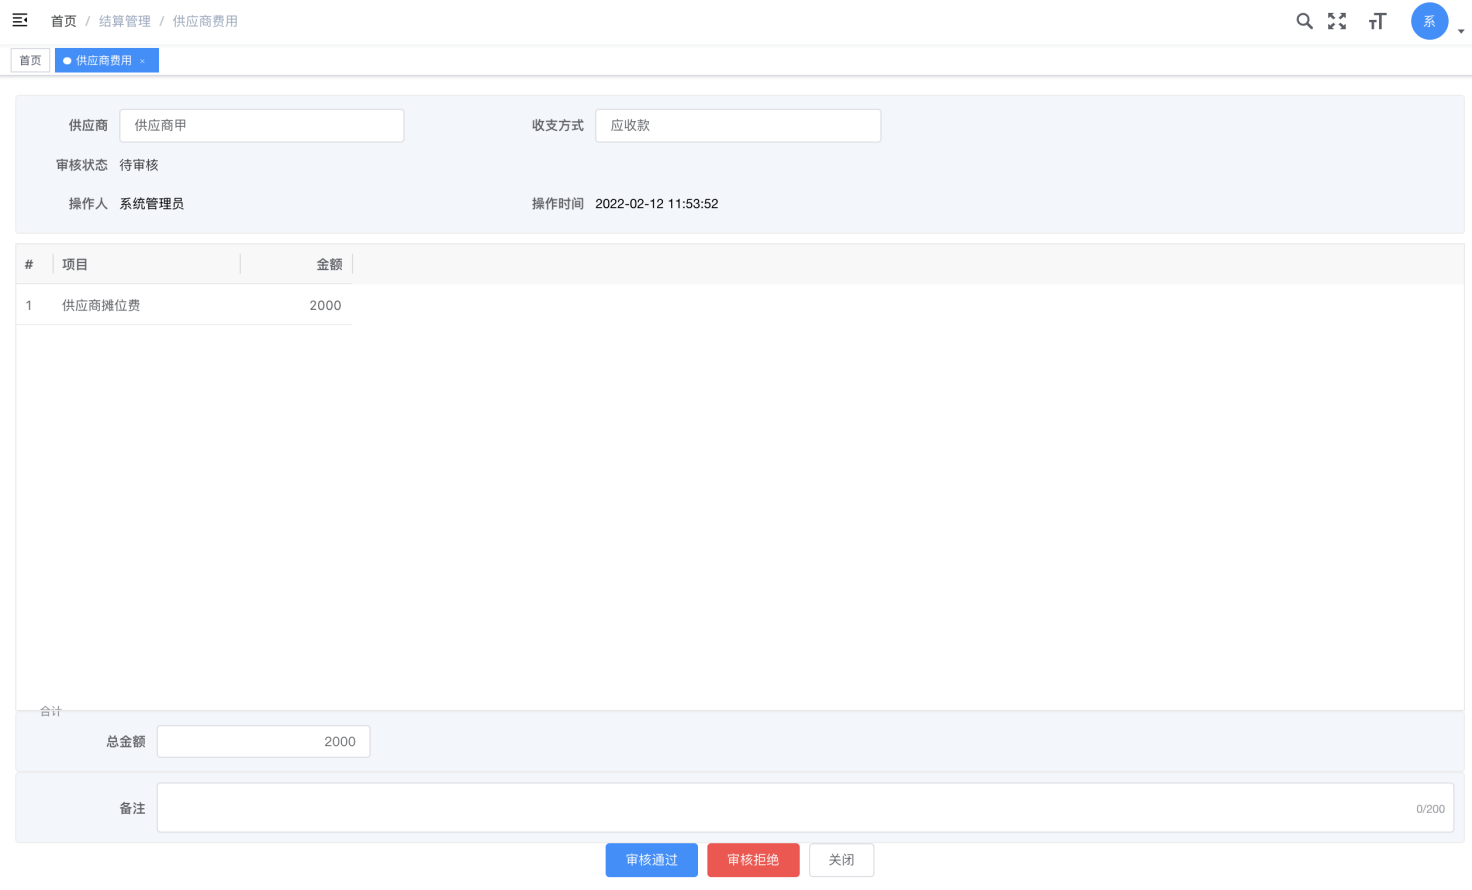 首页 / 结算管理 / 供应商费用
系
首页
供应商费用 ×
供应商 供应商甲 收支方式 应收款
审核状态 待审核
操作人 系统管理员 操作时间 2022-02-12 11:53:52
# 项目 金额
1 供应商摊位费 2000
合计
总金额 2000
备注 0/200
审核通过 审核拒绝 关闭